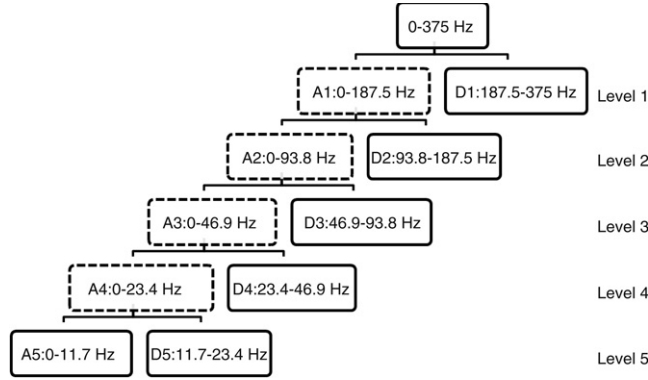 0-375 Hz
A1:0-187.5 Hz
D1:187.5-375 Hz
Level 1
A2:0-93.8 Hz
D2:93.8-187.5 Hz
Level 2
A3:0-46.9 Hz
D3:46.9-93.8 Hz
Level 3
A4:0-23.4 Hz
D4:23.4-46.9 Hz
Level 4
A5:0-11.7 Hz
D5:11.7-23.4 Hz
Level 5